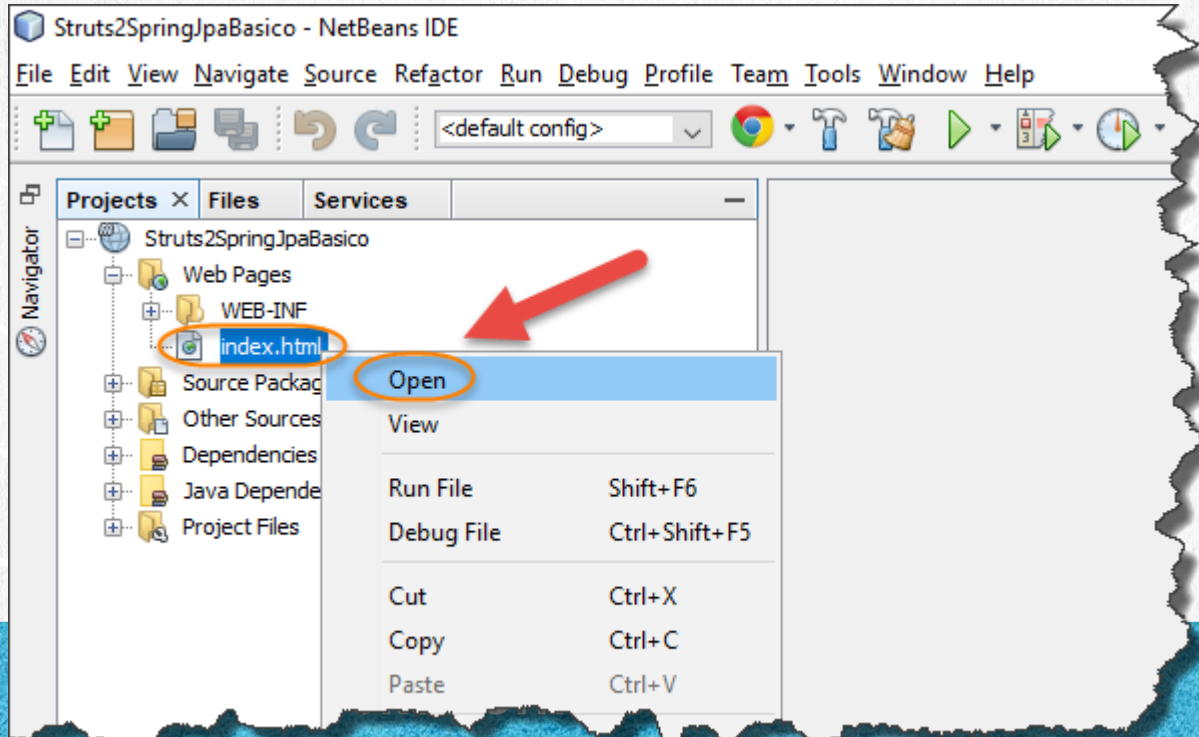 Struts2SpringJpaBasico - NetBeans IDE
File Edit View Navigate Source Refactor Run Debug Profile Team Tools Window Help
<default config>
Projects Files Services
Navigator
Struts2SpringJpaBasico
Web Pages
WEB-INF
index.html
Source Packag
Other Sources
Dependencies
Java Depende
Project Files
Open
View
Run File Shift+F6
Debug File Ctrl+Shift+F5
Cut Ctrl+X
Copy Ctrl+C
Paste Ctrl+V